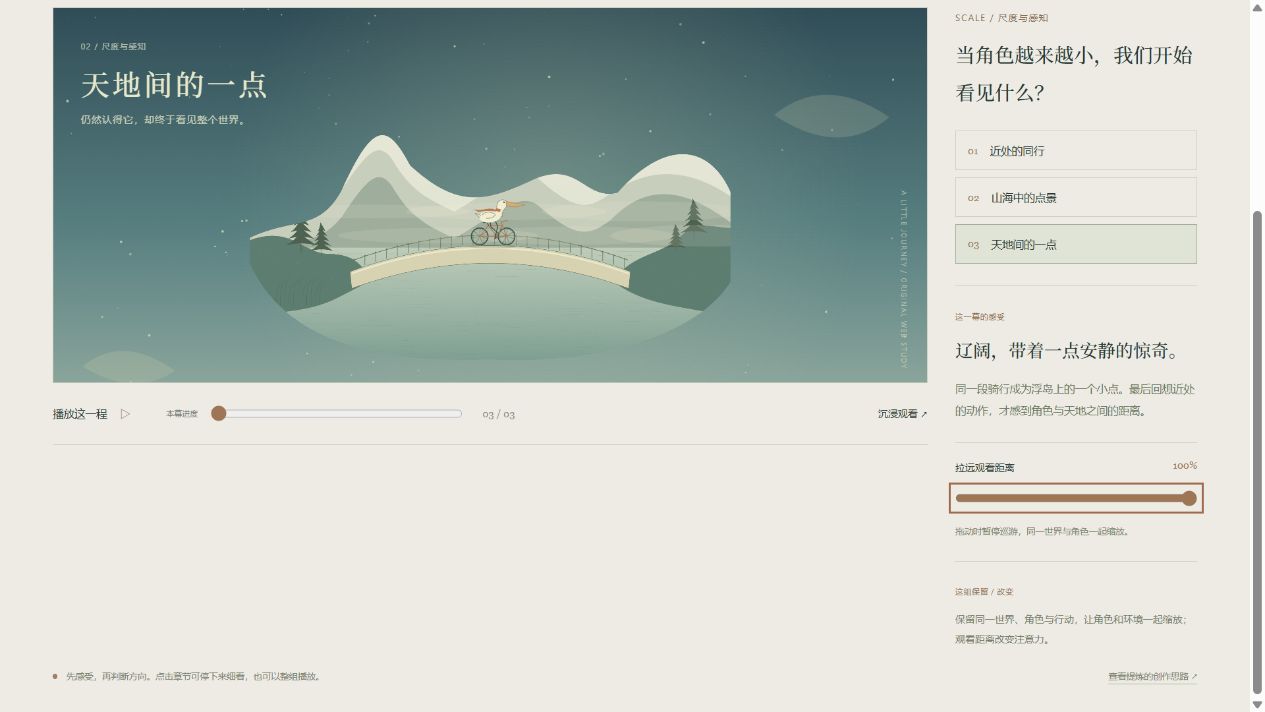 02 / 尺度与感知
天地间的一点
仍然认得它，却终于看见整个世界。
A LITTLE JOURNEY / ORIGINAL WEB STUDY
播放这一程
本幕进度
03 / 03
沉浸观看 ↗
SCALE / 尺度与感知
当角色越来越小，我们开始
看见什么？
01 近处的同行
02 山海中的点景
03 天地间的一点
这一幕的感受
辽阔，带着一点安静的惊奇。
同一段骑行成为浮岛上的一个小点。最后回想近处
的动作，才感到角色与天地之间的距离。
拉远观看距离
100%
拖动时暂停巡游，同一世界与角色一起缩放。
这组保留 / 改变
保留同一世界、角色与行动，让角色和环境一起缩放；
观看距离改变注意力。
先感受，再判断方向。点击章节可停下来细看，也可以整组播放。
查看提炼的创作思路 ↗